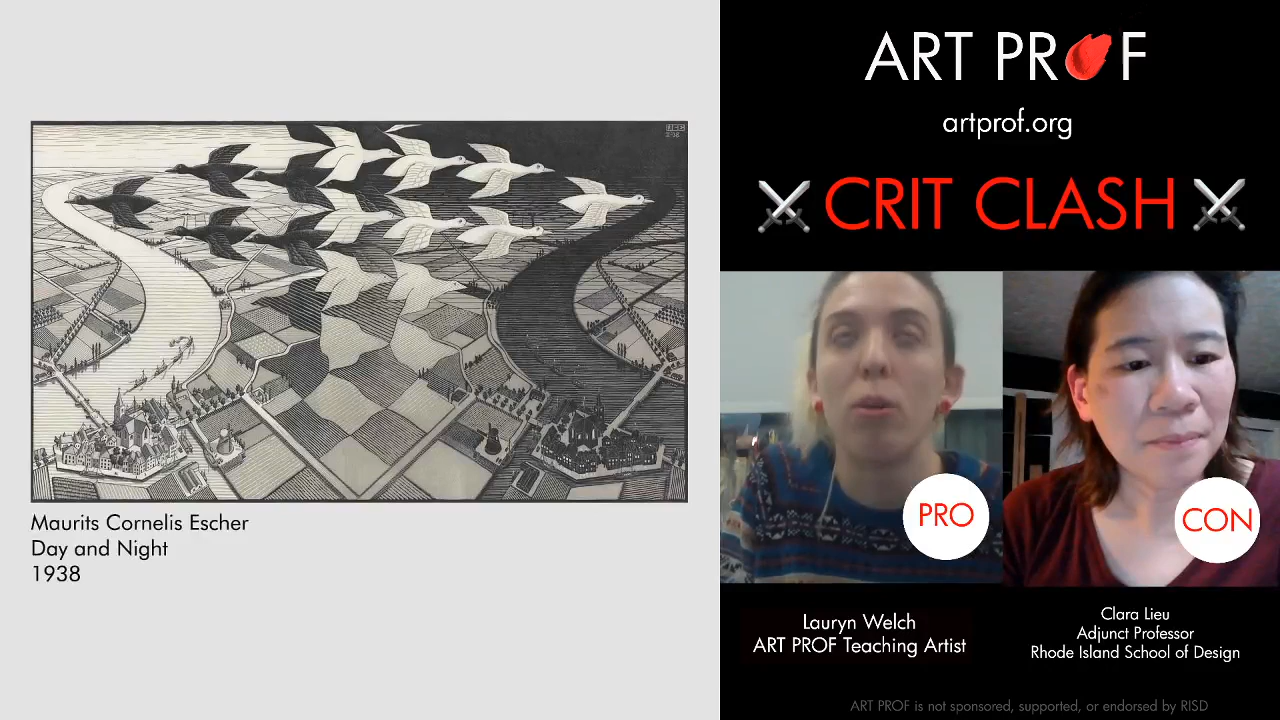 Maurits Cornelis Escher
Day and Night
1938
ART PROF
artprof.org
CRIT CLASH
PRO
CON
Lauryn Welch
ART PROF Teaching Artist
Clara Lieu
Adjunct Professor
Rhode Island School of Design
ART PROF is not sponsored, supported, or endorsed by RISD